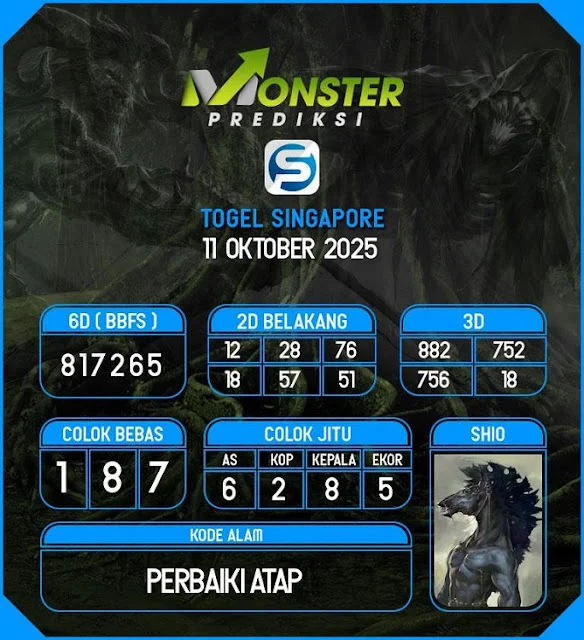 MONSTER
PREDIKSI
S
TOGEL SINGAPORE
11 OKTOBER 2025
6D ( BBFS )
817265
2D BELAKANG
12 28 76
18 57 51
3D
882 752
756 18
COLOK BEBAS
1 8 7
COLOK JITU
AS KOP KEPALA EKOR
6 2 8 5
SHIO
KODE ALAM
PERBAIKI ATAP